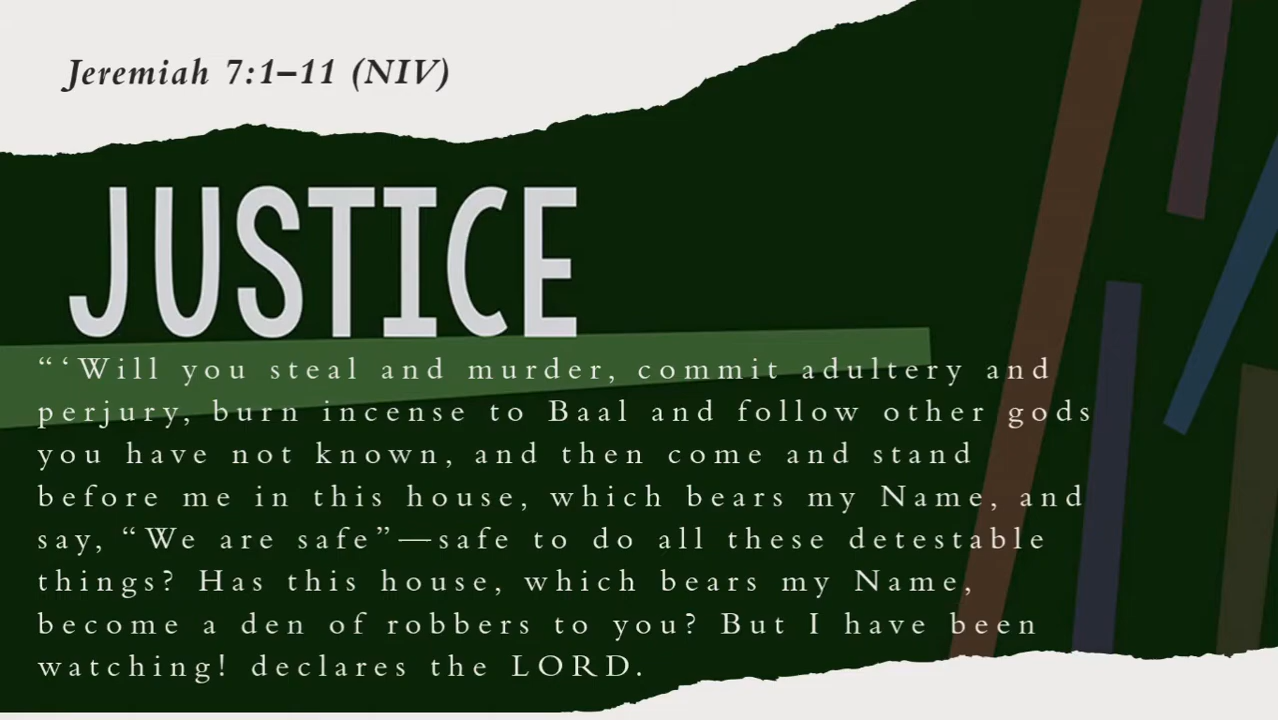 Jeremiah 7:1–11 (NIV)
JUSTICE
“‘Will you steal and murder, commit adultery and
perjury, burn incense to Baal and follow other gods
you have not known, and then come and stand
before me in this house, which bears my Name, and
say, “We are safe”—safe to do all these detestable
things? Has this house, which bears my Name,
become a den of robbers to you? But I have been
watching! declares the LORD.